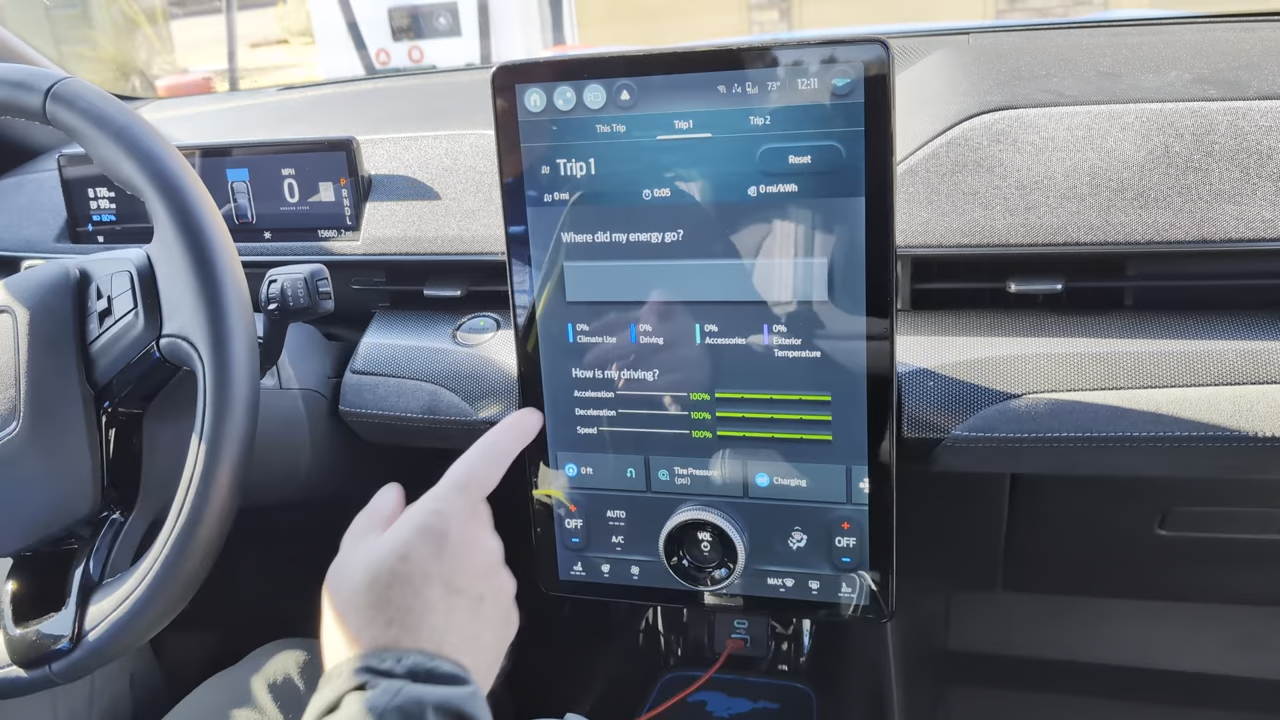 73° 12:11
This Trip Trip 1 Trip 2
Trip 1 Reset
0 mi 0:05 0 mi/kWh
Where did my energy go?
0% 0% 0% 0%
Climate Use Driving Accessories Exterior
Temperature
How is my driving?
Acceleration 100%
Deceleration 100%
Speed 100%
0 ft Tire Pressure
(psi) Charging
OFF AUTO VOL OFF
A/C
MAX
MPH
0
P
R
N
D
L
80%
W